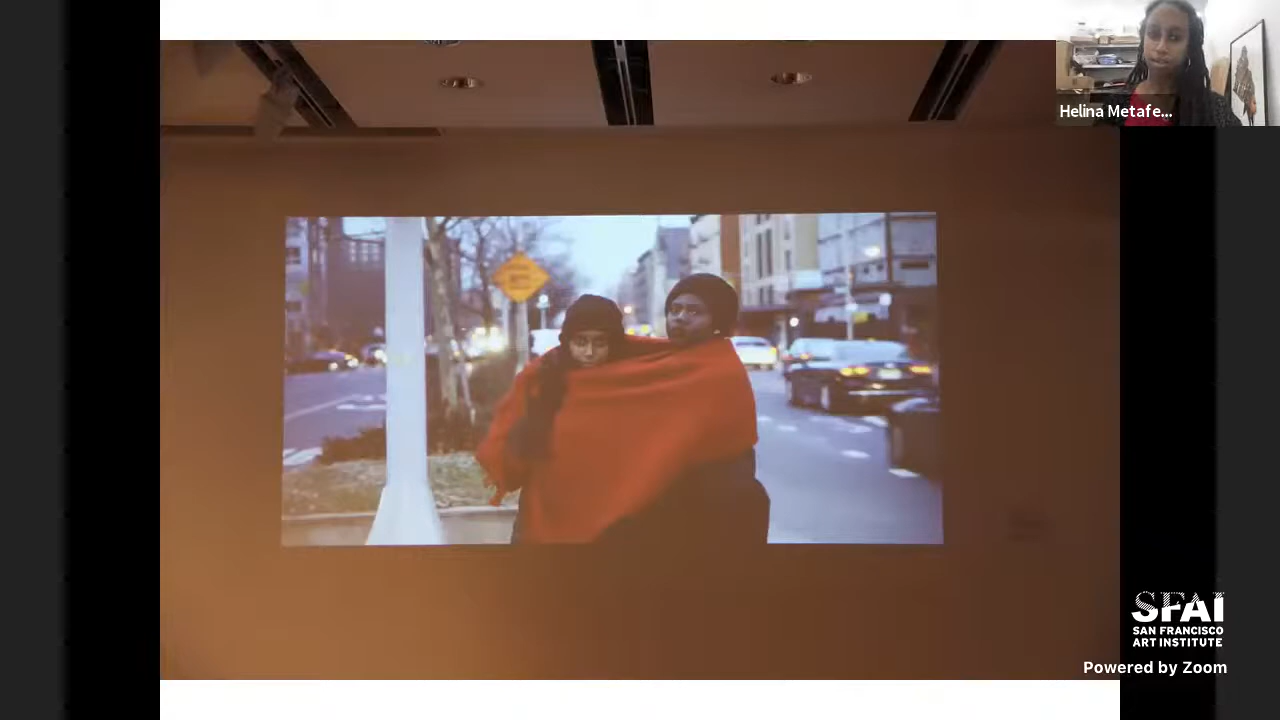 Helina Metafe...
SFAI
SAN FRANCISCO
ART INSTITUTE
Powered by Zoom